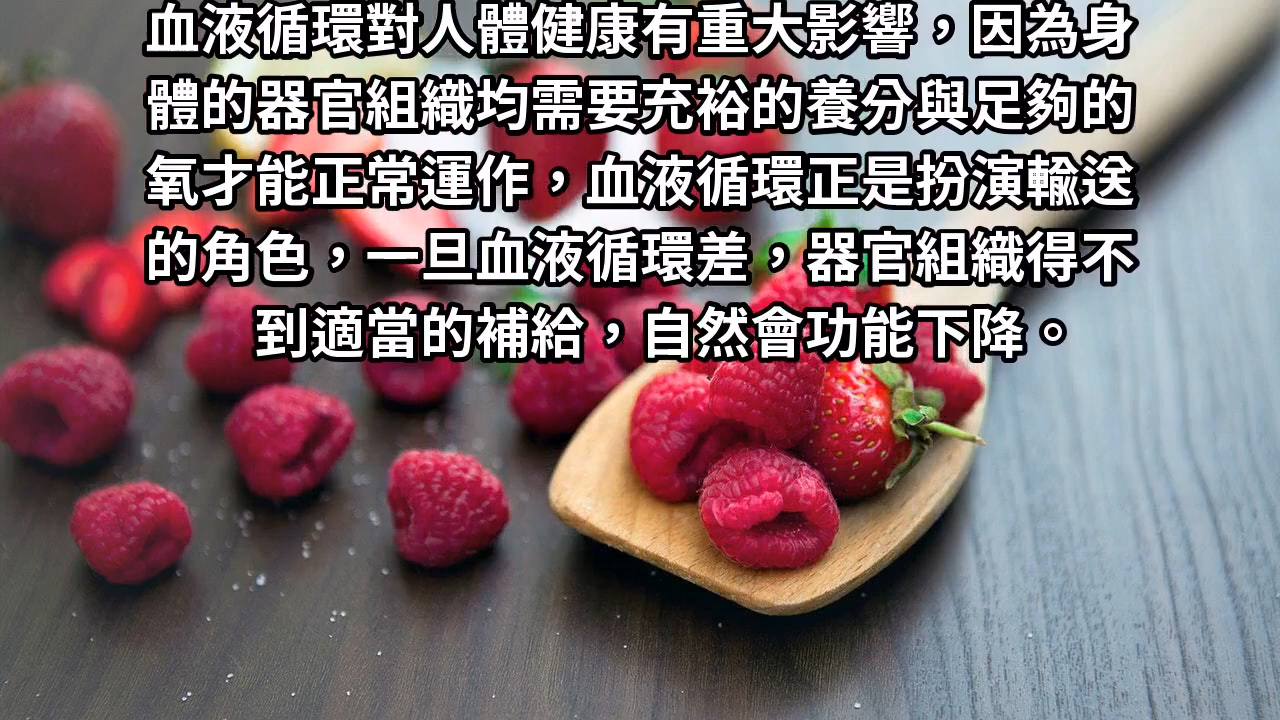 血液循環對人體健康有重大影響，因為身
體的器官組織均需要充裕的養分與足夠的
氧才能正常運作，血液循環正是扮演輸送
的角色，一旦血液循環差，器官組織得不
到適當的補給，自然會功能下降。